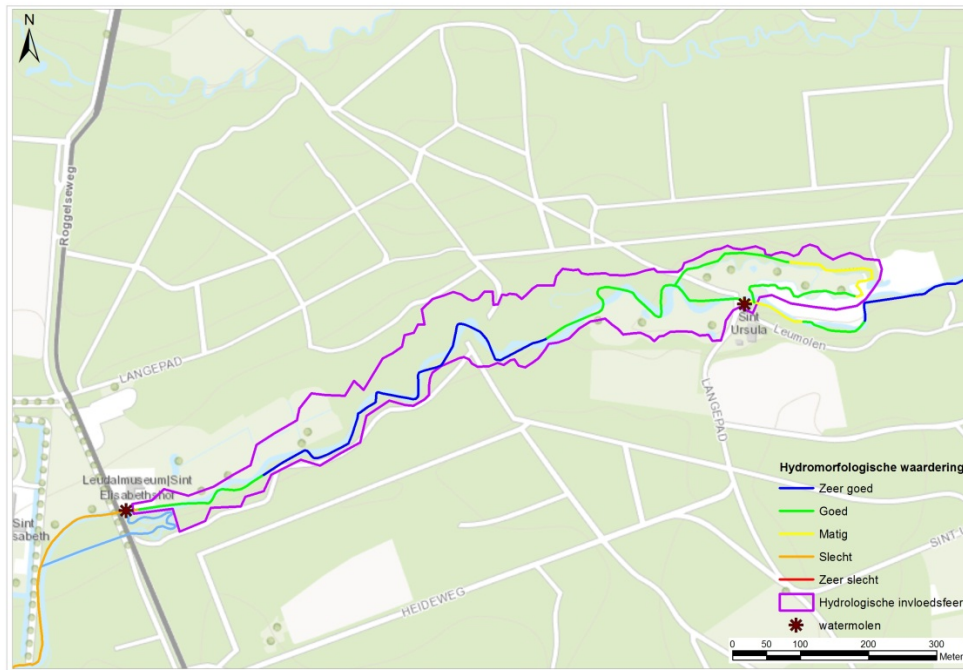 N
Roggelseweg
LANGEPAD
Leudalmuseum|Sint
Elisabethshof
Sint
sabeth
HEIDEWEG
Sint
Ursula
Leumolen
LANGEPAD
SINT
Hydromorfologische waardering
Zeer goed
Goed
Matig
Slecht
Zeer slecht
Hydrologische invloedsfeer
watermolen
0 50 100 200 300
Meter